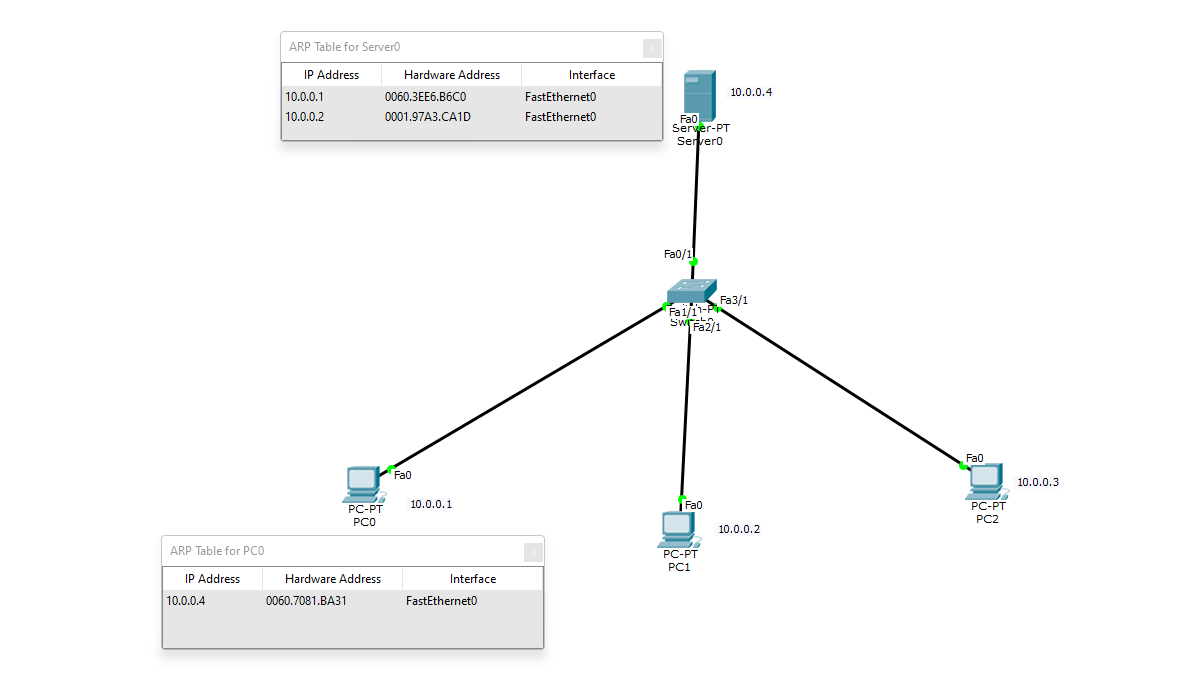 ARP Table for Server0
IP Address Hardware Address Interface
10.0.0.1 0060.3EE6.B6C0 FastEthernet0
10.0.0.2 0001.97A3.CA1D FastEthernet0
10.0.0.4
Fa0
Server-PT
Server0
Fa0/1
Fa3/1
Fa1/1
Fa2/1
Fa0
PC-PT
PC0
10.0.0.1
Fa0
PC-PT
PC1
10.0.0.2
Fa0
PC-PT
PC2
10.0.0.3
ARP Table for PC0
IP Address Hardware Address Interface
10.0.0.4 0060.7081.BA31 FastEthernet0